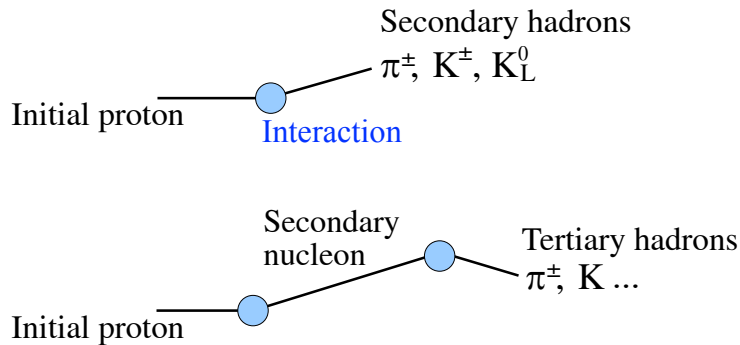 Secondary hadrons
π±, K±, K0L
Initial proton
Interaction
Secondary
nucleon
Tertiary hadrons
π±, K ...
Initial proton